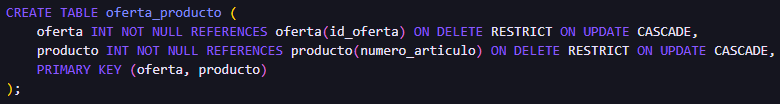 CREATE TABLE oferta_producto (
    oferta INT NOT NULL REFERENCES oferta(id_oferta) ON DELETE RESTRICT ON UPDATE CASCADE,
    producto INT NOT NULL REFERENCES producto(numero_articulo) ON DELETE RESTRICT ON UPDATE CASCADE,
    PRIMARY KEY (oferta, producto)
);